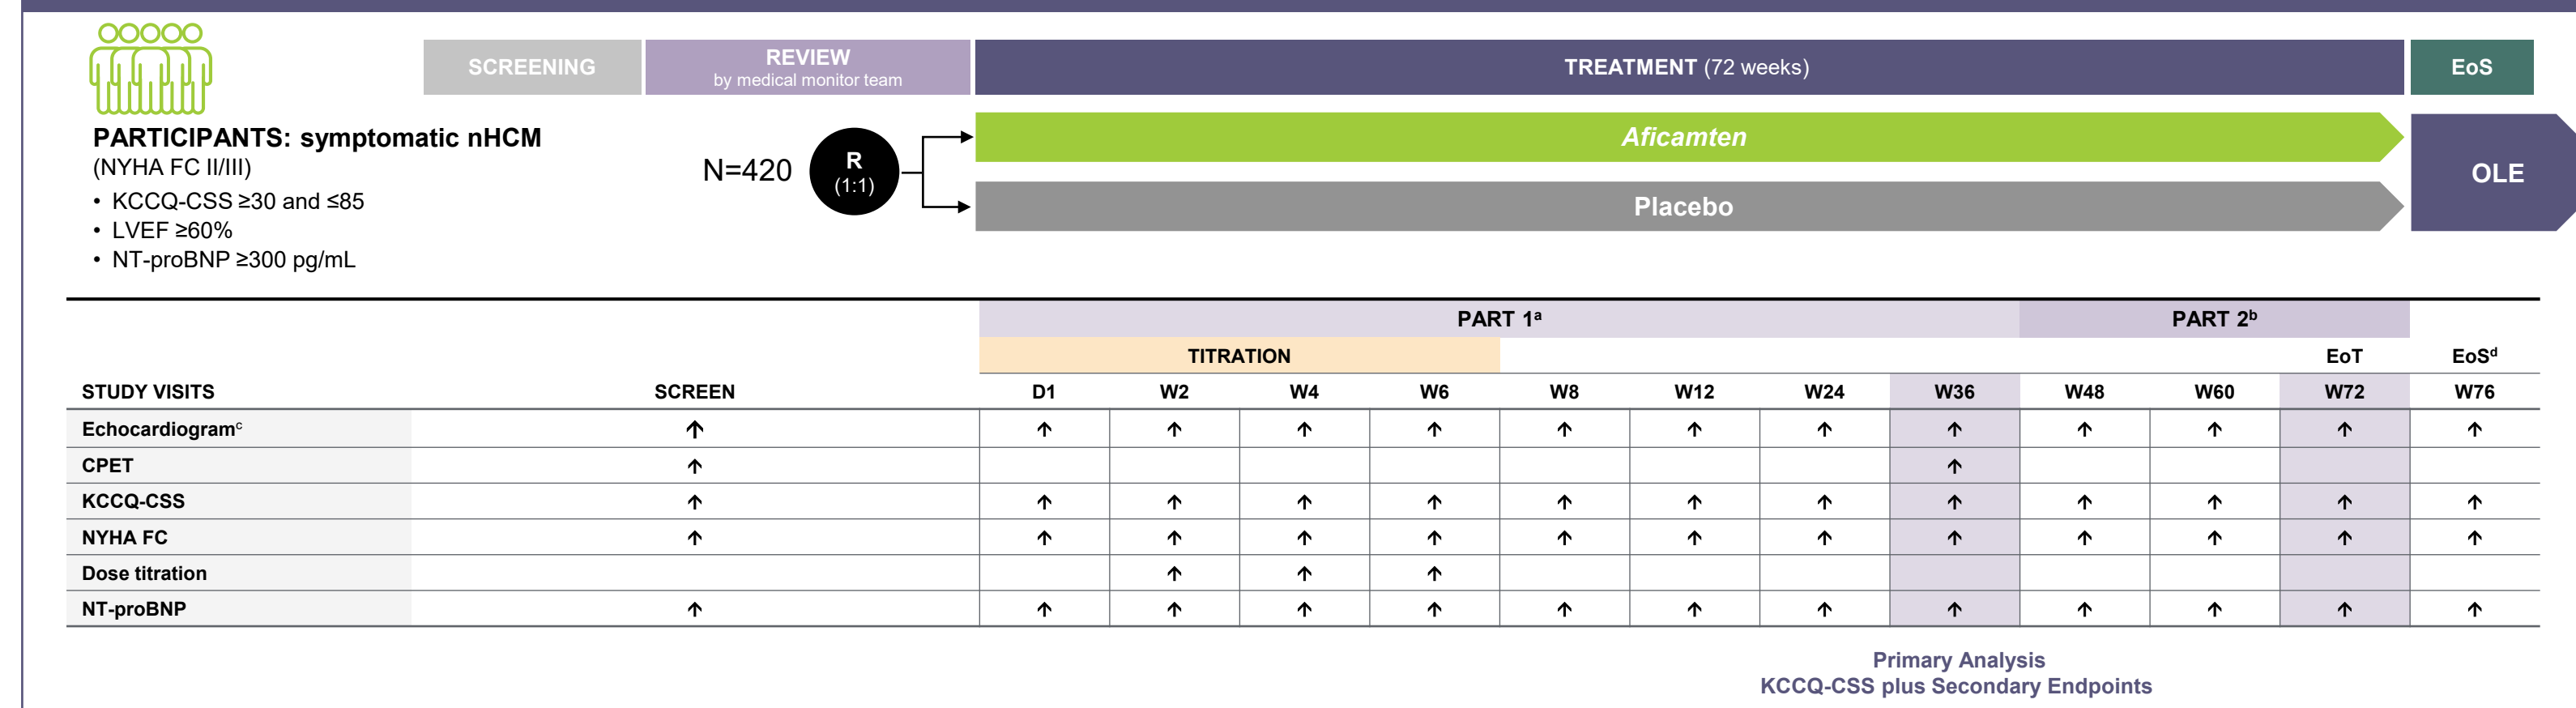 SCREENING
REVIEW
by medical monitor team
TREATMENT (72 weeks)
EoS
PARTICIPANTS: symptomatic nHCM
(NYHA FC II/III)
• KCCQ-CSS ≥30 and ≤85
• LVEF ≥60%
• NT-proBNP ≥300 pg/mL
N=420
R
(1:1)
Aficamten
Placebo
OLE
PART 1ᵃ PART 2ᵇ
TITRATION EoT EoSᵈ
STUDY VISITS SCREEN D1 W2 W4 W6 W8 W12 W24 W36 W48 W60 W72 W76
Echocardiogramᶜ ↑ ↑ ↑ ↑ ↑ ↑ ↑ ↑ ↑ ↑ ↑ ↑ ↑
CPET ↑ ↑
KCCQ-CSS ↑ ↑ ↑ ↑ ↑ ↑ ↑ ↑ ↑ ↑ ↑ ↑ ↑
NYHA FC ↑ ↑ ↑ ↑ ↑ ↑ ↑ ↑ ↑ ↑ ↑ ↑ ↑
Dose titration ↑ ↑ ↑
NT-proBNP ↑ ↑ ↑ ↑ ↑ ↑ ↑ ↑ ↑ ↑ ↑ ↑ ↑
Primary Analysis
KCCQ-CSS plus Secondary Endpoints